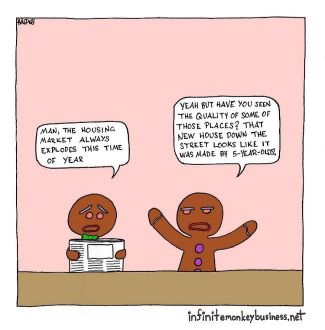 MAN, THE HOUSING
MARKET ALWAYS
EXPLODES THIS TIME
OF YEAR
YEAH BUT HAVE YOU SEEN
THE QUALITY OF SOME OF
THOSE PLACES? THAT
NEW HOUSE DOWN THE
STREET LOOKS LIKE IT
WAS MADE BY 5-YEAR-OLDS!
infinitemonkeybusiness.net